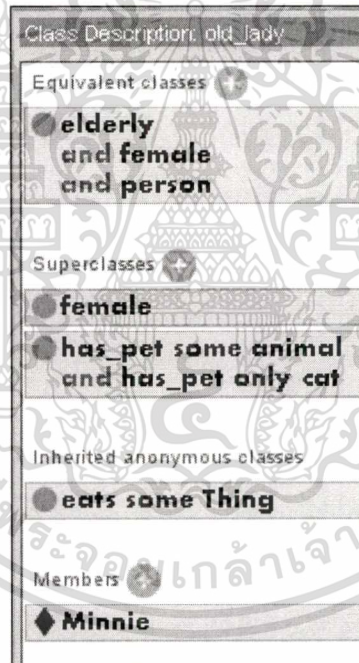 Class Description: old_lady
Equivalent classes
elderly
and female
and person
Superclasses
female
has_pet some animal
and has_pet only cat
Inherited anonymous classes
eats some Thing
Members
Minnie